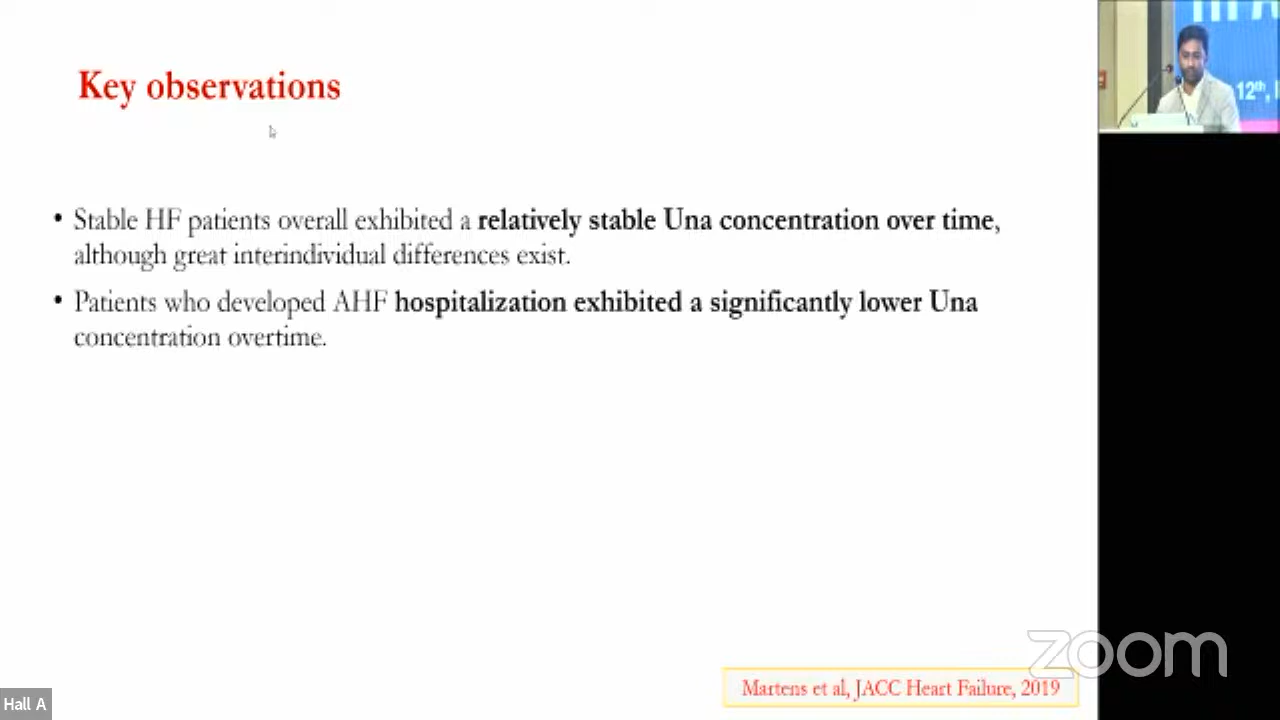 Key observations
• Stable HF patients overall exhibited a relatively stable Una concentration over time,
although great interindividual differences exist.
• Patients who developed AHF hospitalization exhibited a significantly lower Una
concentration overtime.
Martens et al, JACC Heart Failure, 2019
12th,
zoom
Hall A